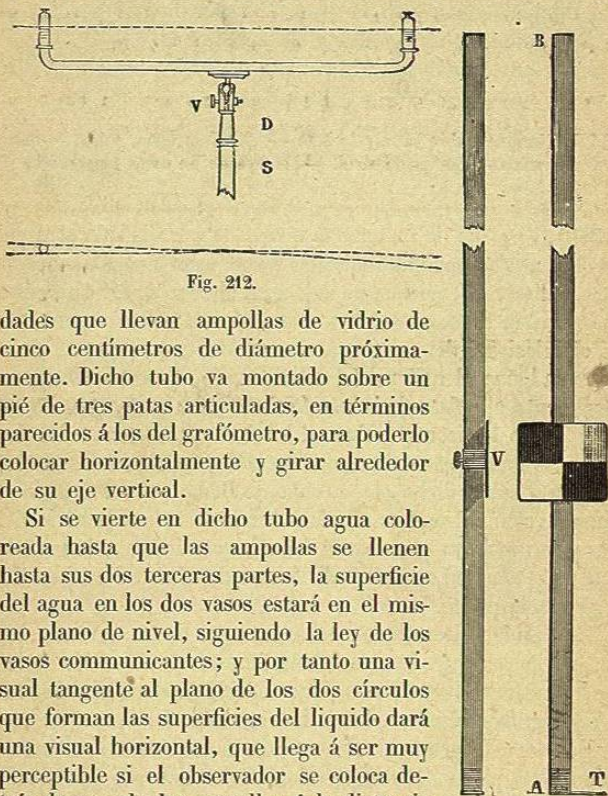 V
D
S
Fig. 212.
B
V
A
T
dades que llevan ampollas de vidrio de
cinco centímetros de diámetro próxima-
mente. Dicho tubo va montado sobre un
pié de tres patas articuladas, en términos
parecidos á los del grafómetro, para poderlo
colocar horizontalmente y girar alrededor
de su eje vertical.
Si se vierte en dicho tubo agua colo-
reada hasta que las ampollas se llenen
hasta sus dos terceras partes, la superficie
del agua en los dos vasos estará en el mis-
mo plano de nivel, siguiendo la ley de los
vasos communicantes; y por tanto una vi-
sual tangente al plano de los dos círculos
que forman las superficies del liquido dará
una visual horizontal, que llega á ser muy
perceptible si el observador se coloca de-